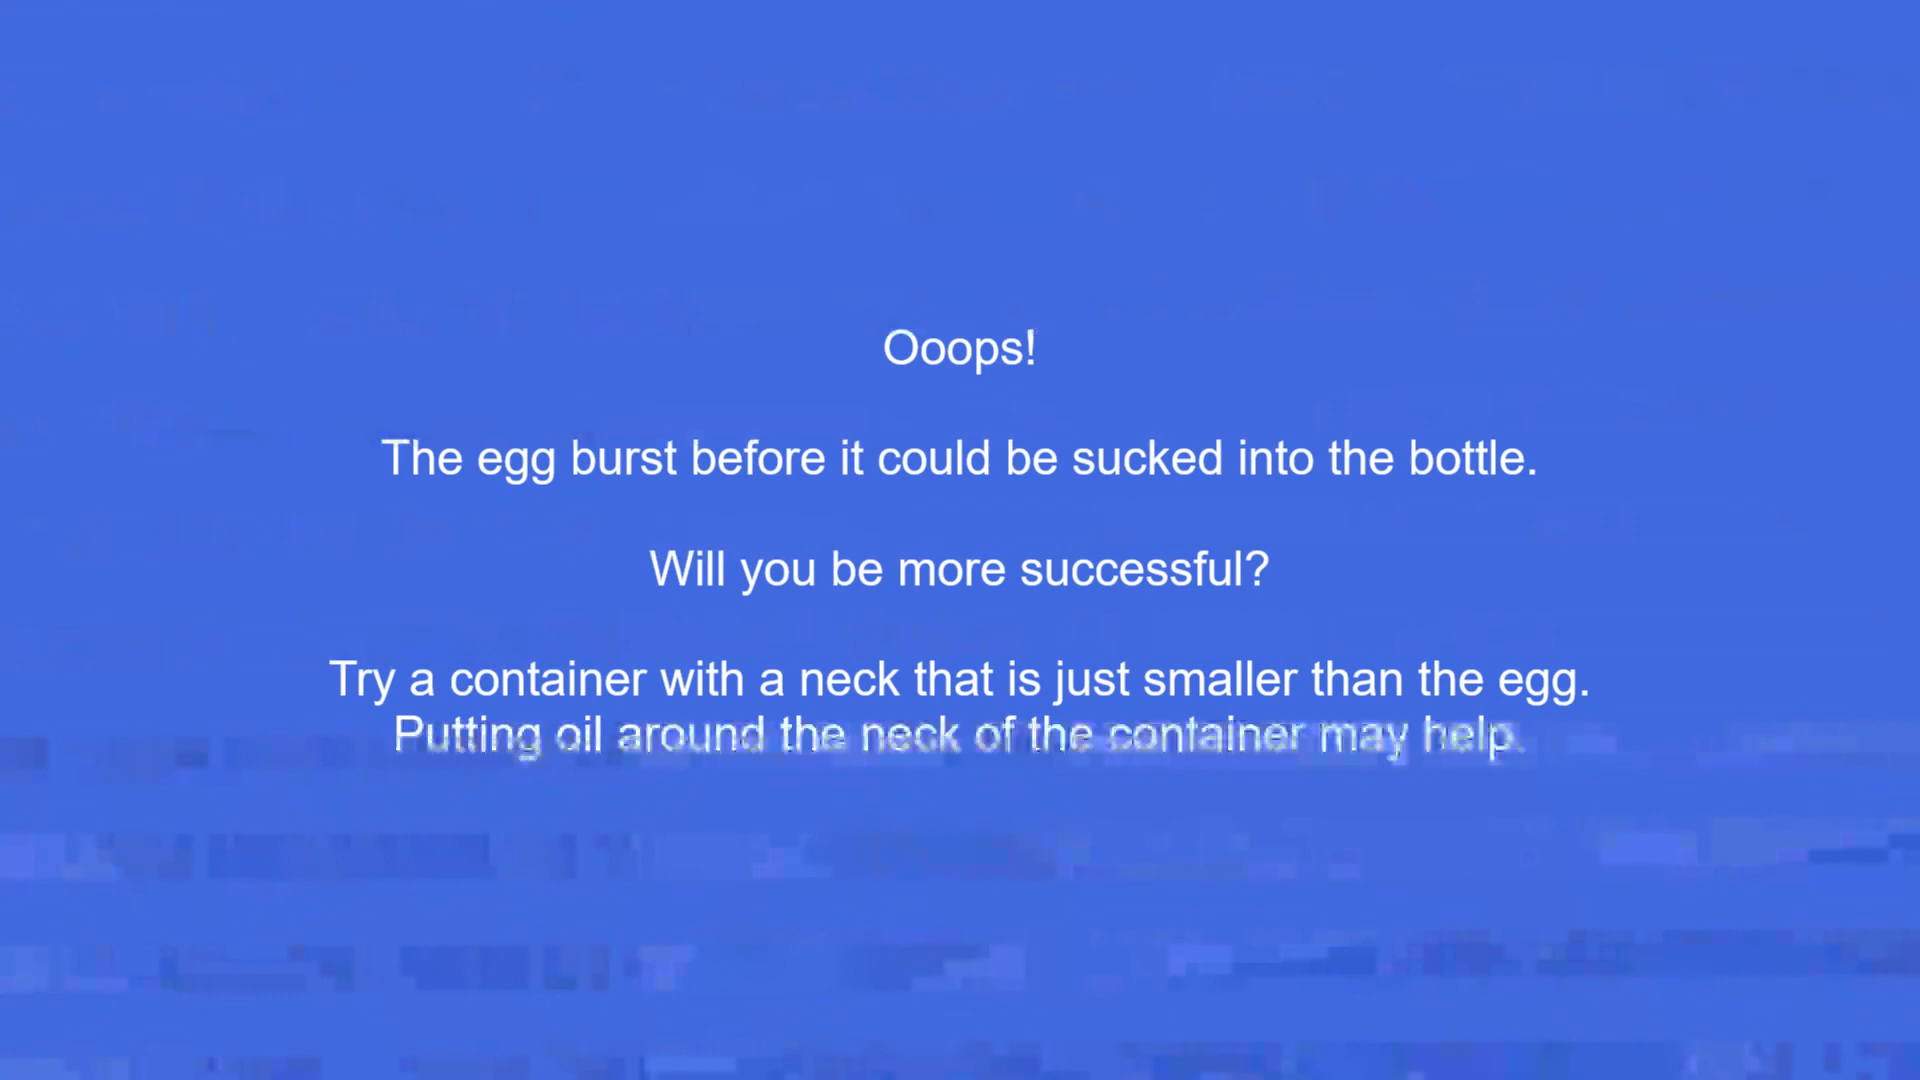 Ooops!
The egg burst before it could be sucked into the bottle.
Will you be more successful?
Try a container with a neck that is just smaller than the egg.
Putting oil around the neck of the container may help.